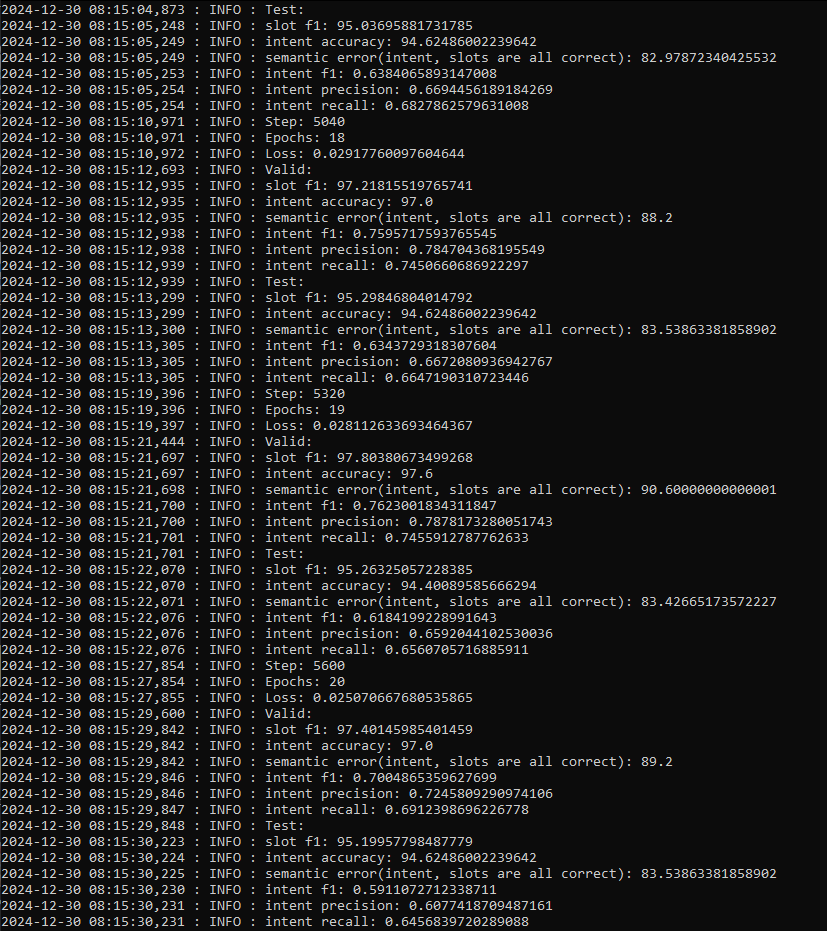 2024-12-30 08:15:04,873 : INFO : Test:
2024-12-30 08:15:05,248 : INFO : slot f1: 95.03695881731785
2024-12-30 08:15:05,249 : INFO : intent accuracy: 94.62486002239642
2024-12-30 08:15:05,249 : INFO : semantic error(intent, slots are all correct): 82.97872340425532
2024-12-30 08:15:05,253 : INFO : intent f1: 0.6384065893147008
2024-12-30 08:15:05,254 : INFO : intent precision: 0.6694456189184269
2024-12-30 08:15:05,254 : INFO : intent recall: 0.6827862579631008
2024-12-30 08:15:10,971 : INFO : Step: 5040
2024-12-30 08:15:10,971 : INFO : Epochs: 18
2024-12-30 08:15:10,972 : INFO : Loss: 0.02917760097604644
2024-12-30 08:15:12,693 : INFO : Valid:
2024-12-30 08:15:12,935 : INFO : slot f1: 97.21815519765741
2024-12-30 08:15:12,935 : INFO : intent accuracy: 97.0
2024-12-30 08:15:12,935 : INFO : semantic error(intent, slots are all correct): 88.2
2024-12-30 08:15:12,938 : INFO : intent f1: 0.7595717593765545
2024-12-30 08:15:12,938 : INFO : intent precision: 0.784704368195549
2024-12-30 08:15:12,939 : INFO : intent recall: 0.7450660686922297
2024-12-30 08:15:12,939 : INFO : Test:
2024-12-30 08:15:13,299 : INFO : slot f1: 95.29846804014792
2024-12-30 08:15:13,299 : INFO : intent accuracy: 94.62486002239642
2024-12-30 08:15:13,300 : INFO : semantic error(intent, slots are all correct): 83.53863381858902
2024-12-30 08:15:13,305 : INFO : intent f1: 0.6343729318307604
2024-12-30 08:15:13,305 : INFO : intent precision: 0.6672080936942767
2024-12-30 08:15:13,305 : INFO : intent recall: 0.6647190310723446
2024-12-30 08:15:19,396 : INFO : Step: 5320
2024-12-30 08:15:19,396 : INFO : Epochs: 19
2024-12-30 08:15:19,397 : INFO : Loss: 0.028112633693464367
2024-12-30 08:15:21,444 : INFO : Valid:
2024-12-30 08:15:21,697 : INFO : slot f1: 97.80380673499268
2024-12-30 08:15:21,697 : INFO : intent accuracy: 97.6
2024-12-30 08:15:21,698 : INFO : semantic error(intent, slots are all correct): 90.60000000000001
2024-12-30 08:15:21,700 : INFO : intent f1: 0.7623001834311847
2024-12-30 08:15:21,700 : INFO : intent precision: 0.7878173280051743
2024-12-30 08:15:21,701 : INFO : intent recall: 0.7455912787762633
2024-12-30 08:15:21,701 : INFO : Test:
2024-12-30 08:15:22,070 : INFO : slot f1: 95.26325057228385
2024-12-30 08:15:22,070 : INFO : intent accuracy: 94.40089585666294
2024-12-30 08:15:22,071 : INFO : semantic error(intent, slots are all correct): 83.42665173572227
2024-12-30 08:15:22,076 : INFO : intent f1: 0.6184199228991643
2024-12-30 08:15:22,076 : INFO : intent precision: 0.6592044102530036
2024-12-30 08:15:22,076 : INFO : intent recall: 0.6560705716885911
2024-12-30 08:15:27,854 : INFO : Step: 5600
2024-12-30 08:15:27,854 : INFO : Epochs: 20
2024-12-30 08:15:27,855 : INFO : Loss: 0.025070667680535865
2024-12-30 08:15:29,600 : INFO : Valid:
2024-12-30 08:15:29,842 : INFO : slot f1: 97.40145985401459
2024-12-30 08:15:29,842 : INFO : intent accuracy: 97.0
2024-12-30 08:15:29,842 : INFO : semantic error(intent, slots are all correct): 89.2
2024-12-30 08:15:29,846 : INFO : intent f1: 0.7004865359627699
2024-12-30 08:15:29,846 : INFO : intent precision: 0.7245809290974106
2024-12-30 08:15:29,847 : INFO : intent recall: 0.6912398696226778
2024-12-30 08:15:29,848 : INFO : Test:
2024-12-30 08:15:30,223 : INFO : slot f1: 95.19957798487779
2024-12-30 08:15:30,224 : INFO : intent accuracy: 94.62486002239642
2024-12-30 08:15:30,225 : INFO : semantic error(intent, slots are all correct): 83.53863381858902
2024-12-30 08:15:30,230 : INFO : intent f1: 0.5911072712338711
2024-12-30 08:15:30,231 : INFO : intent precision: 0.6077418709487161
2024-12-30 08:15:30,231 : INFO : intent recall: 0.6456839720289088